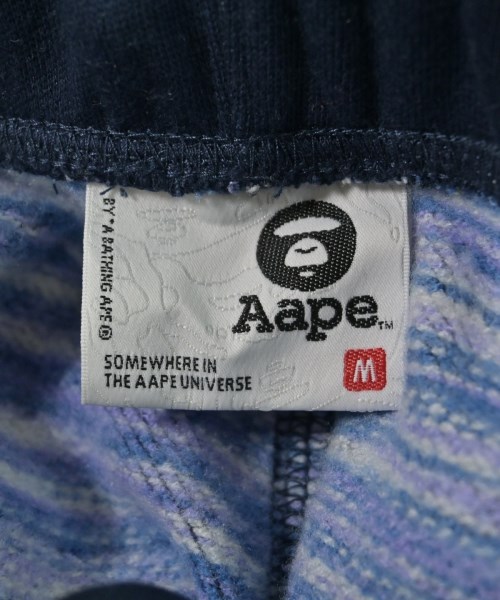 BY*A BATHING APE®
Aape™
SOMEWHERE IN
THE AAPE UNIVERSE
M